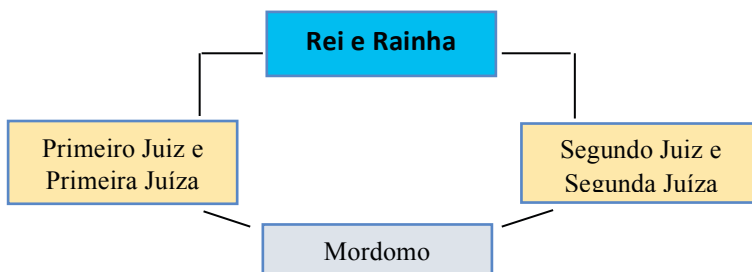 Rei e Rainha
Primeiro Juiz e
Primeira Juíza
Segundo Juiz e
Segunda Juíza
Mordomo